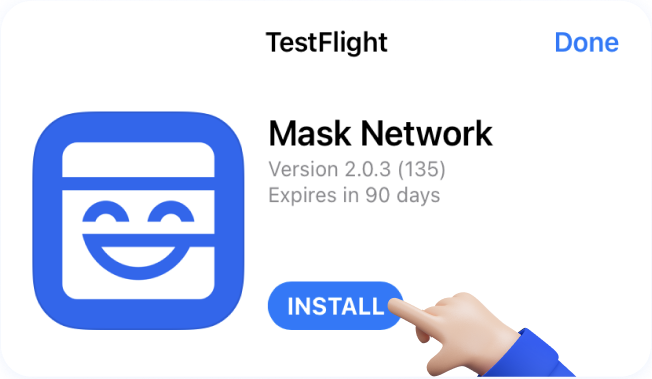 TestFlight
Done
Mask Network
Version 2.0.3 (135)
Expires in 90 days
INSTALL